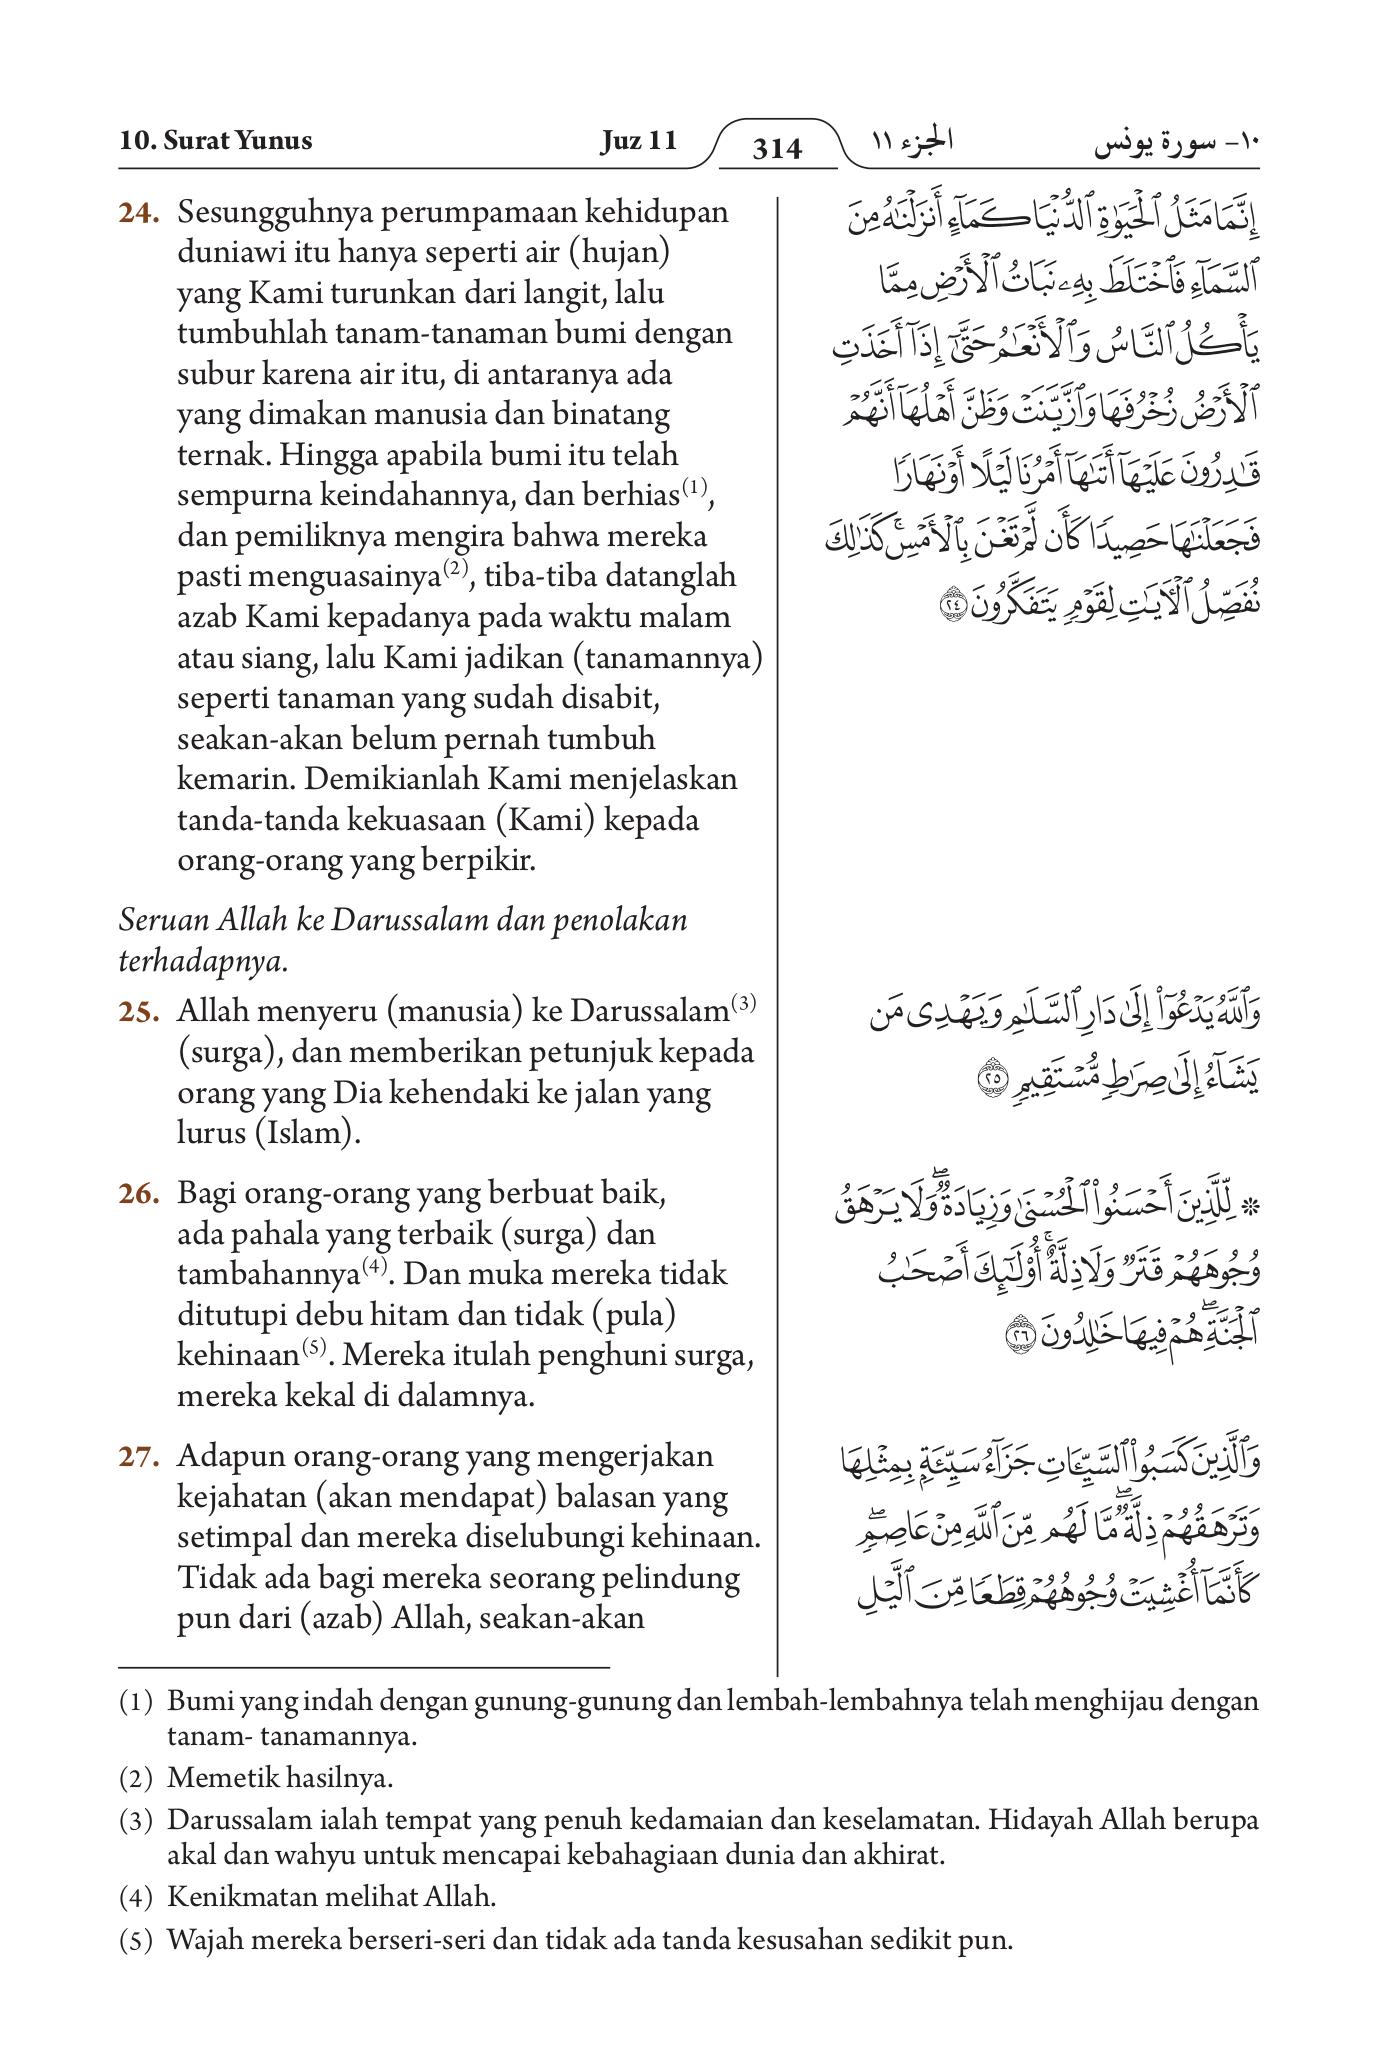 10. Surat Yunus
Juz 11
314
الجزء ١١
١٠- سورة يونس
24. Sesungguhnya perumpamaan kehidupan
duniawi itu hanya seperti air (hujan)
yang Kami turunkan dari langit, lalu
tumbuhlah tanam-tanaman bumi dengan
subur karena air itu, di antaranya ada
yang dimakan manusia dan binatang
ternak. Hingga apabila bumi itu telah
sempurna keindahannya, dan berhias(1),
dan pemiliknya mengira bahwa mereka
pasti menguasainya(2), tiba-tiba datanglah
azab Kami kepadanya pada waktu malam
atau siang, lalu Kami jadikan (tanamannya)
seperti tanaman yang sudah disabit,
seakan-akan belum pernah tumbuh
kemarin. Demikianlah Kami menjelaskan
tanda-tanda kekuasaan (Kami) kepada
orang-orang yang berpikir.
Seruan Allah ke Darussalam dan penolakan
terhadapnya.
25. Allah menyeru (manusia) ke Darussalam(3)
(surga), dan memberikan petunjuk kepada
orang yang Dia kehendaki ke jalan yang
lurus (Islam).
26. Bagi orang-orang yang berbuat baik,
ada pahala yang terbaik (surga) dan
tambahannya(4). Dan muka mereka tidak
ditutupi debu hitam dan tidak (pula)
kehinaan(5). Mereka itulah penghuni surga,
mereka kekal di dalamnya.
27. Adapun orang-orang yang mengerjakan
kejahatan (akan mendapat) balasan yang
setimpal dan mereka diselubungi kehinaan.
Tidak ada bagi mereka seorang pelindung
pun dari (azab) Allah, seakan-akan
إِنَّمَا مَثَلُ ٱلْحَيَوٰةِ ٱلدُّنْيَا كَمَآءٍ أَنزَلْنَٰهُ مِنَ
ٱلسَّمَآءِ فَٱخْتَلَطَ بِهِۦ نَبَاتُ ٱلْأَرْضِ مِمَّا
يَأْكُلُ ٱلنَّاسُ وَٱلْأَنْعَٰمُ حَتَّىٰٓ إِذَآ أَخَذَتِ
ٱلْأَرْضُ زُخْرُفَهَا وَٱزَّيَّنَتْ وَظَنَّ أَهْلُهَآ أَنَّهُمْ
قَٰدِرُونَ عَلَيْهَآ أَتَىٰهَآ أَمْرُنَا لَيْلًا أَوْ نَهَارًا
فَجَعَلْنَٰهَا حَصِيدًا كَأَن لَّمْ تَغْنَ بِٱلْأَمْسِ ۚ كَذَٰلِكَ
نُفَصِّلُ ٱلْأَيَٰتِ لِقَوْمٍ يَتَفَكَّرُونَ ٢٤
وَٱللَّهُ يَدْعُوٓا۟ إِلَىٰ دَارِ ٱلسَّلَٰمِ وَيَهْدِى مَن
يَشَآءُ إِلَىٰ صِرَٰطٍ مُّسْتَقِيمٍ ٢٥
* لِّلَّذِينَ أَحْسَنُوا۟ ٱلْحُسْنَىٰ وَزِيَادَةٌ ۖ وَلَا يَرْهَقُ
وُجُوهَهُمْ قَتَرٌ وَلَا ذِلَّةٌ ۚ أُو۟لَٰٓئِكَ أَصْحَٰبُ
ٱلْجَنَّةِ ۖ هُمْ فِيهَا خَٰلِدُونَ ٢٦
وَٱلَّذِينَ كَسَبُوا۟ ٱلسَّيِّـَٔاتِ جَزَآءُ سَيِّئَةٍۭ بِمِثْلِهَا
وَتَرْهَقُهُمْ ذِلَّةٌ ۖ مَّا لَهُم مِّنَ ٱللَّهِ مِنْ عَاصِمٍ ۖ
كَأَنَّمَآ أُغْشِيَتْ وُجُوهُهُمْ قِطَعًا مِّنَ ٱلَّيْلِ
(1) Bumi yang indah dengan gunung-gunung dan lembah-lembahnya telah menghijau dengan
tanam- tanamannya.
(2) Memetik hasilnya.
(3) Darussalam ialah tempat yang penuh kedamaian dan keselamatan. Hidayah Allah berupa
akal dan wahyu untuk mencapai kebahagiaan dunia dan akhirat.
(4) Kenikmatan melihat Allah.
(5) Wajah mereka berseri-seri dan tidak ada tanda kesusahan sedikit pun.